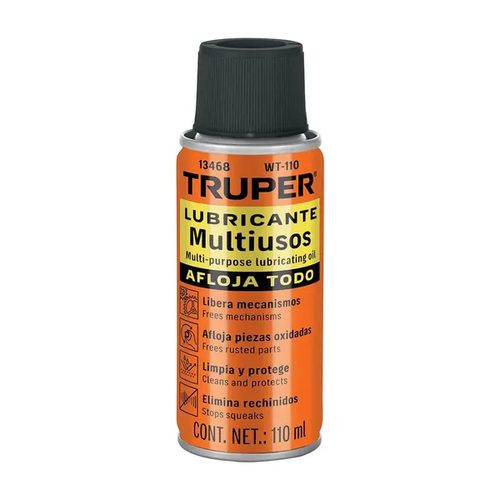 13468 WT-110
TRUPER®
LUBRICANTE
Multiusos
Multi-purpose lubricating oil
AFLOJA TODO
Libera mecanismos
Frees mechanisms
Afloja piezas oxidadas
Frees rusted parts
Limpia y protege
Cleans and protects
Elimina rechinidos
Stops squeaks
CONT. NET.: 110 ml